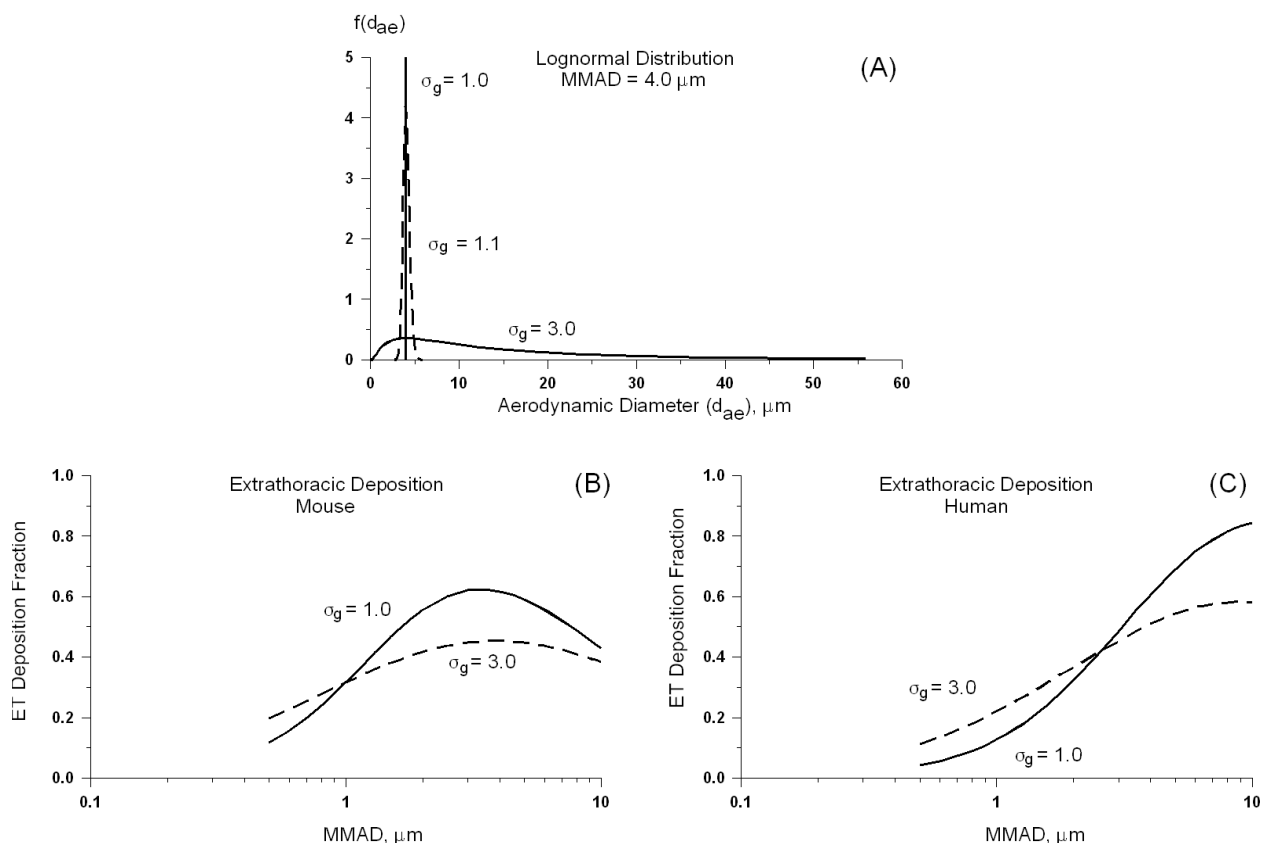 f(dae)
Lognormal Distribution
MMAD = 4.0 µm
(A)
σg = 1.0
σg = 1.1
σg = 3.0
5
4
3
2
1
0
0 10 20 30 40 50 60
Aerodynamic Diameter (dae), µm
Extrathoracic Deposition
Mouse
(B)
ET Deposition Fraction
1.0
0.8
0.6
0.4
0.2
0.0
σg = 1.0
σg = 3.0
0.1 1 10
MMAD, µm
Extrathoracic Deposition
Human
(C)
ET Deposition Fraction
1.0
0.8
0.6
0.4
0.2
0.0
σg = 3.0
σg = 1.0
0.1 1 10
MMAD, µm